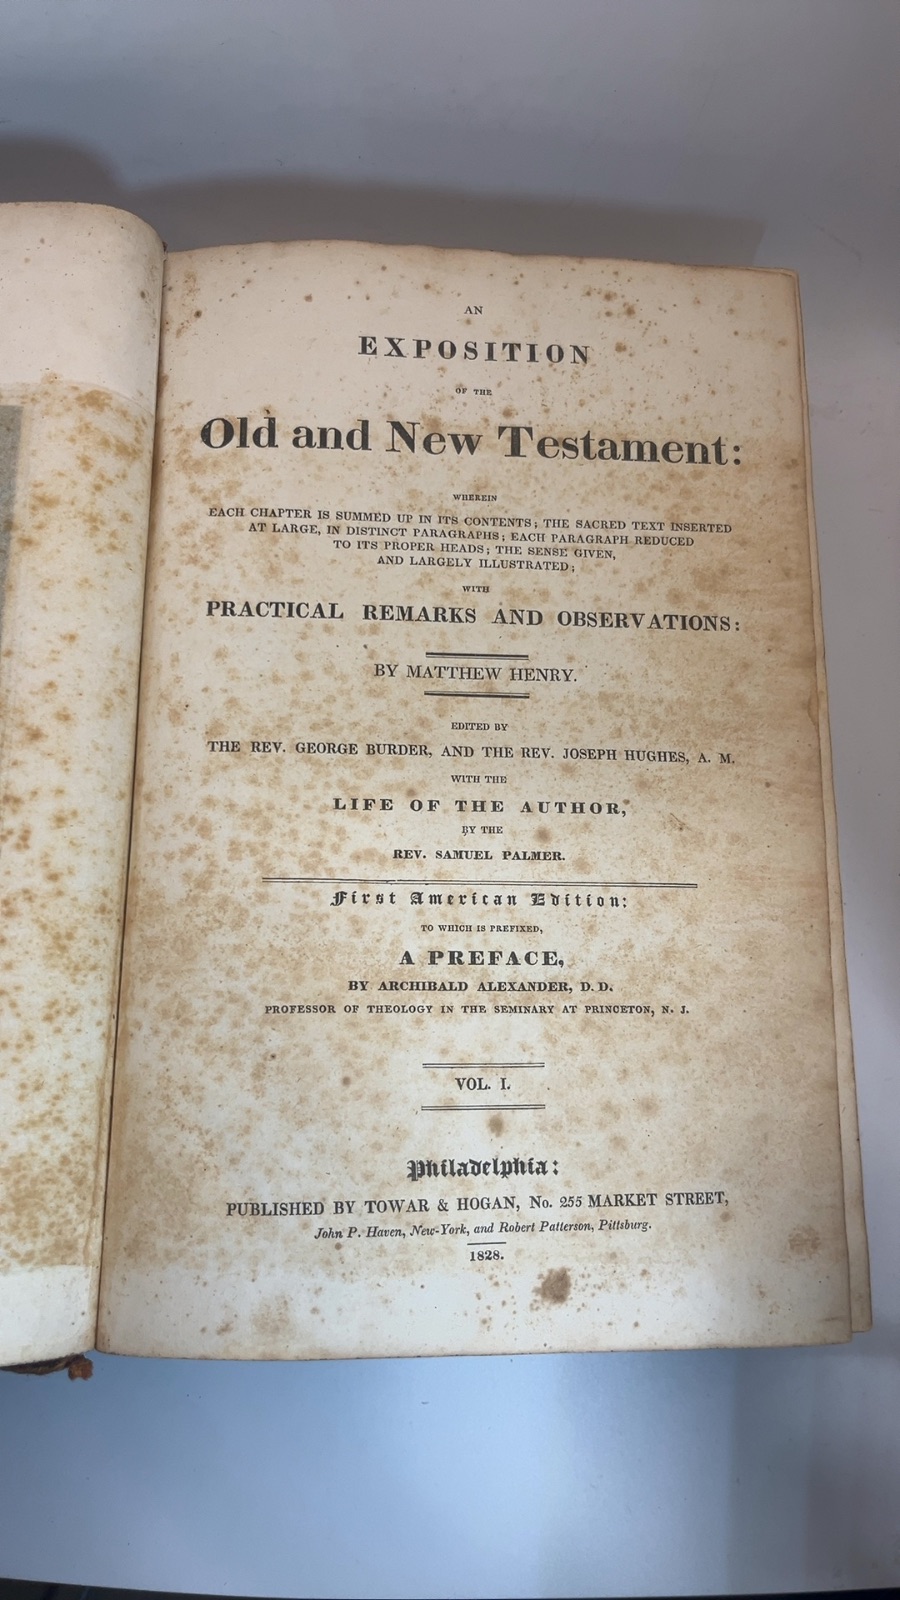 AN
EXPOSITION
OF THE
Old and New Testament:
WHEREIN
EACH CHAPTER IS SUMMED UP IN ITS CONTENTS; THE SACRED TEXT INSERTED
AT LARGE, IN DISTINCT PARAGRAPHS; EACH PARAGRAPH REDUCED
TO ITS PROPER HEADS; THE SENSE GIVEN,
AND LARGELY ILLUSTRATED;
WITH
PRACTICAL REMARKS AND OBSERVATIONS:
BY MATTHEW HENRY.
EDITED BY
THE REV. GEORGE BURDER, AND THE REV. JOSEPH HUGHES, A. M.
WITH THE
LIFE OF THE AUTHOR,
BY THE
REV. SAMUEL PALMER.
First American Edition:
TO WHICH IS PREFIXED,
A PREFACE,
BY ARCHIBALD ALEXANDER, D. D.
PROFESSOR OF THEOLOGY IN THE SEMINARY AT PRINCETON, N. J.
VOL. I.
Philadelphia:
PUBLISHED BY TOWAR & HOGAN, No. 255 MARKET STREET,
John P. Haven, New-York, and Robert Patterson, Pittsburg.
1828.